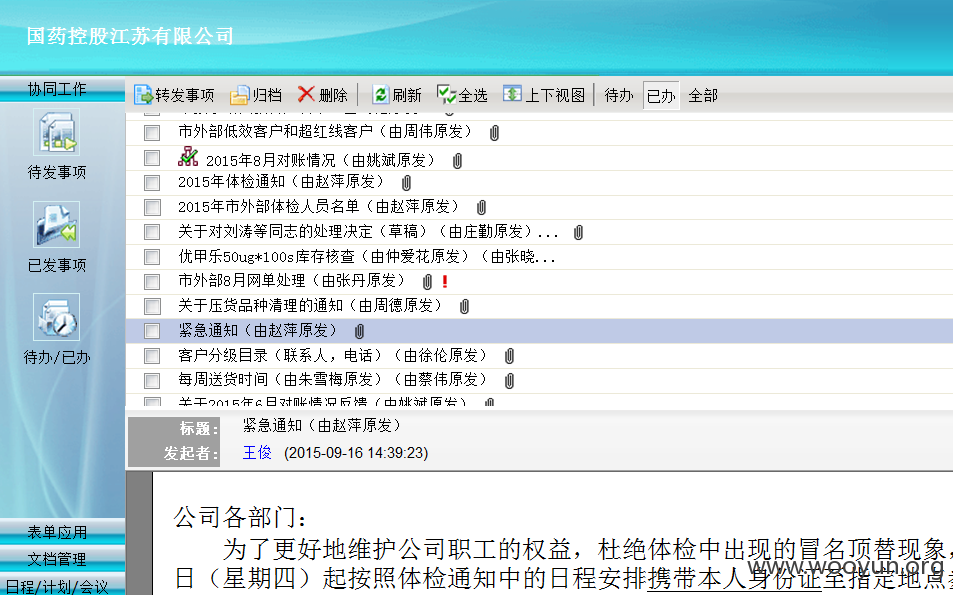 国药控股江苏有限公司
协同工作
转发事项 归档 删除 刷新 全选 上下视图 待办 已办 全部
市外部低效客户和超红线客户（由周伟原发）
2015年8月对账情况（由姚斌原发）
待发事项
2015年体检通知（由赵萍原发）
2015年市外部体检人员名单（由赵萍原发）
关于对刘涛等同志的处理决定（草稿）（由庄勤原发）...
优甲乐50ug*100s库存核查（由仲爱花原发）（由张晓...
已发事项
市外部8月网单处理（由张丹原发）
关于压货品种清理的通知（由周德原发）
紧急通知（由赵萍原发）
客户分级目录（联系人，电话）（由徐伦原发）
待办/已办
每周送货时间（由朱雪梅原发）（由蔡伟原发）
关于2015年6月对账情况反馈（由姚斌原发）
标题： 紧急通知（由赵萍原发）
发起者： 王俊 (2015-09-16 14:39:23)
公司各部门：
表单应用
为了更好地维护公司职工的权益，杜绝体检中出现的冒名顶替现象，
文档管理
www.wooyun.org
日（星期四）起按照体检通知中的日程安排携带本人身份证至指定地点
日程/计划/会议